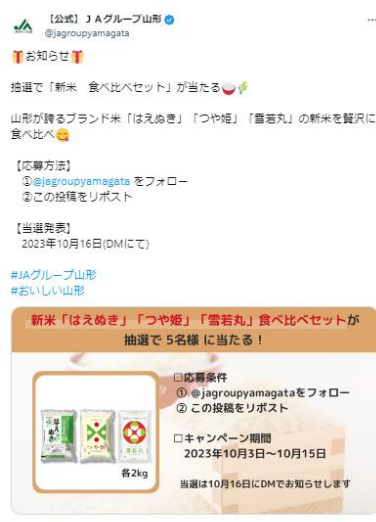 【公式】ＪＡグループ山形
@jagroupyamagata
🎁お知らせ🎁
抽選で「新米　食べ比べセット」が当たる🍚🌾
山形が誇るブランド米「はえぬき」「つや姫」「雪若丸」の新米を贅沢に
食べ比べ😋
【応募方法】
①@jagroupyamagata をフォロー
②この投稿をリポスト
【当選発表】
2023年10月16日(DMにて)
#JAグループ山形
#おいしい山形
新米「はえぬき」「つや姫」「雪若丸」食べ比べセットが
抽選で 5名様 に当たる！
□応募条件
① @jagroupyamagataをフォロー
② この投稿をリポスト
□キャンペーン期間
2023年10月3日～10月15日
当選は10月16日にDMでお知らせします
はえぬき
つや姫
雪若丸
各2kg